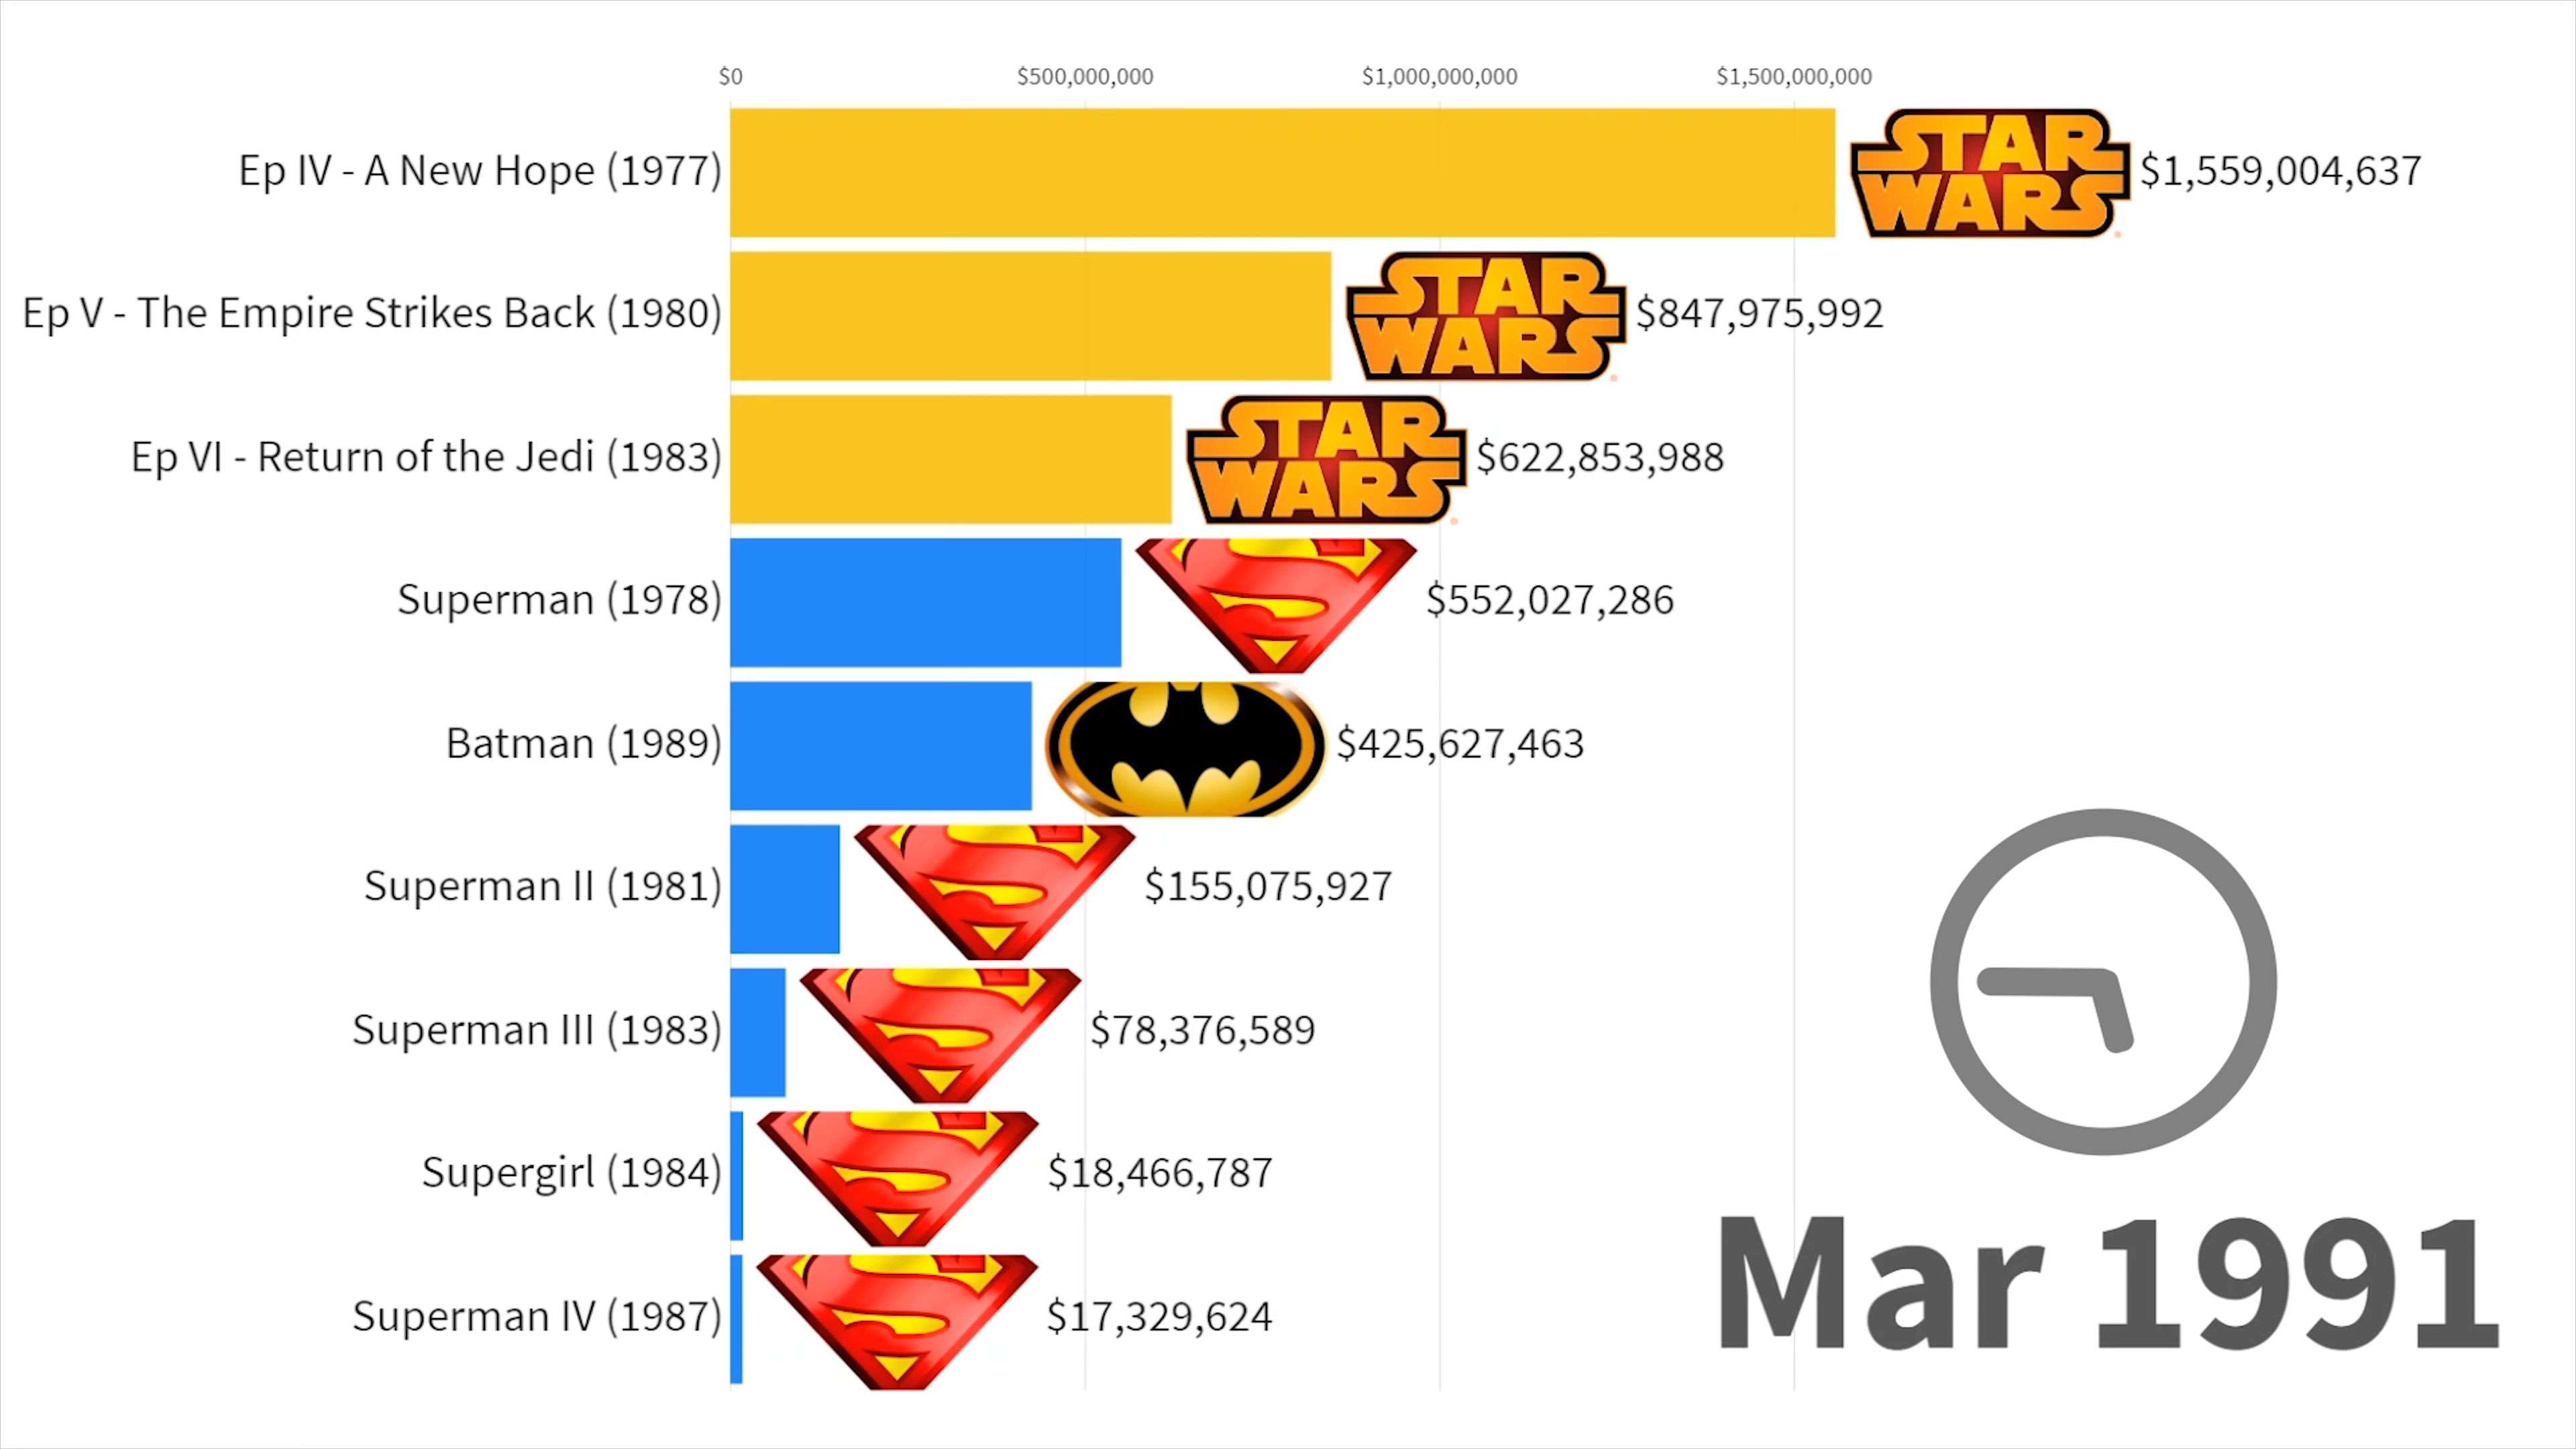 $0 $500,000,000 $1,000,000,000 $1,500,000,000
Ep IV - A New Hope (1977) STAR WARS $1,559,004,637
Ep V - The Empire Strikes Back (1980) STAR WARS $847,975,992
Ep VI - Return of the Jedi (1983) STAR WARS $622,853,988
Superman (1978) $552,027,286
Batman (1989) $425,627,463
Superman II (1981) $155,075,927
Superman III (1983) $78,376,589
Supergirl (1984) $18,466,787
Superman IV (1987) $17,329,624
Mar 1991